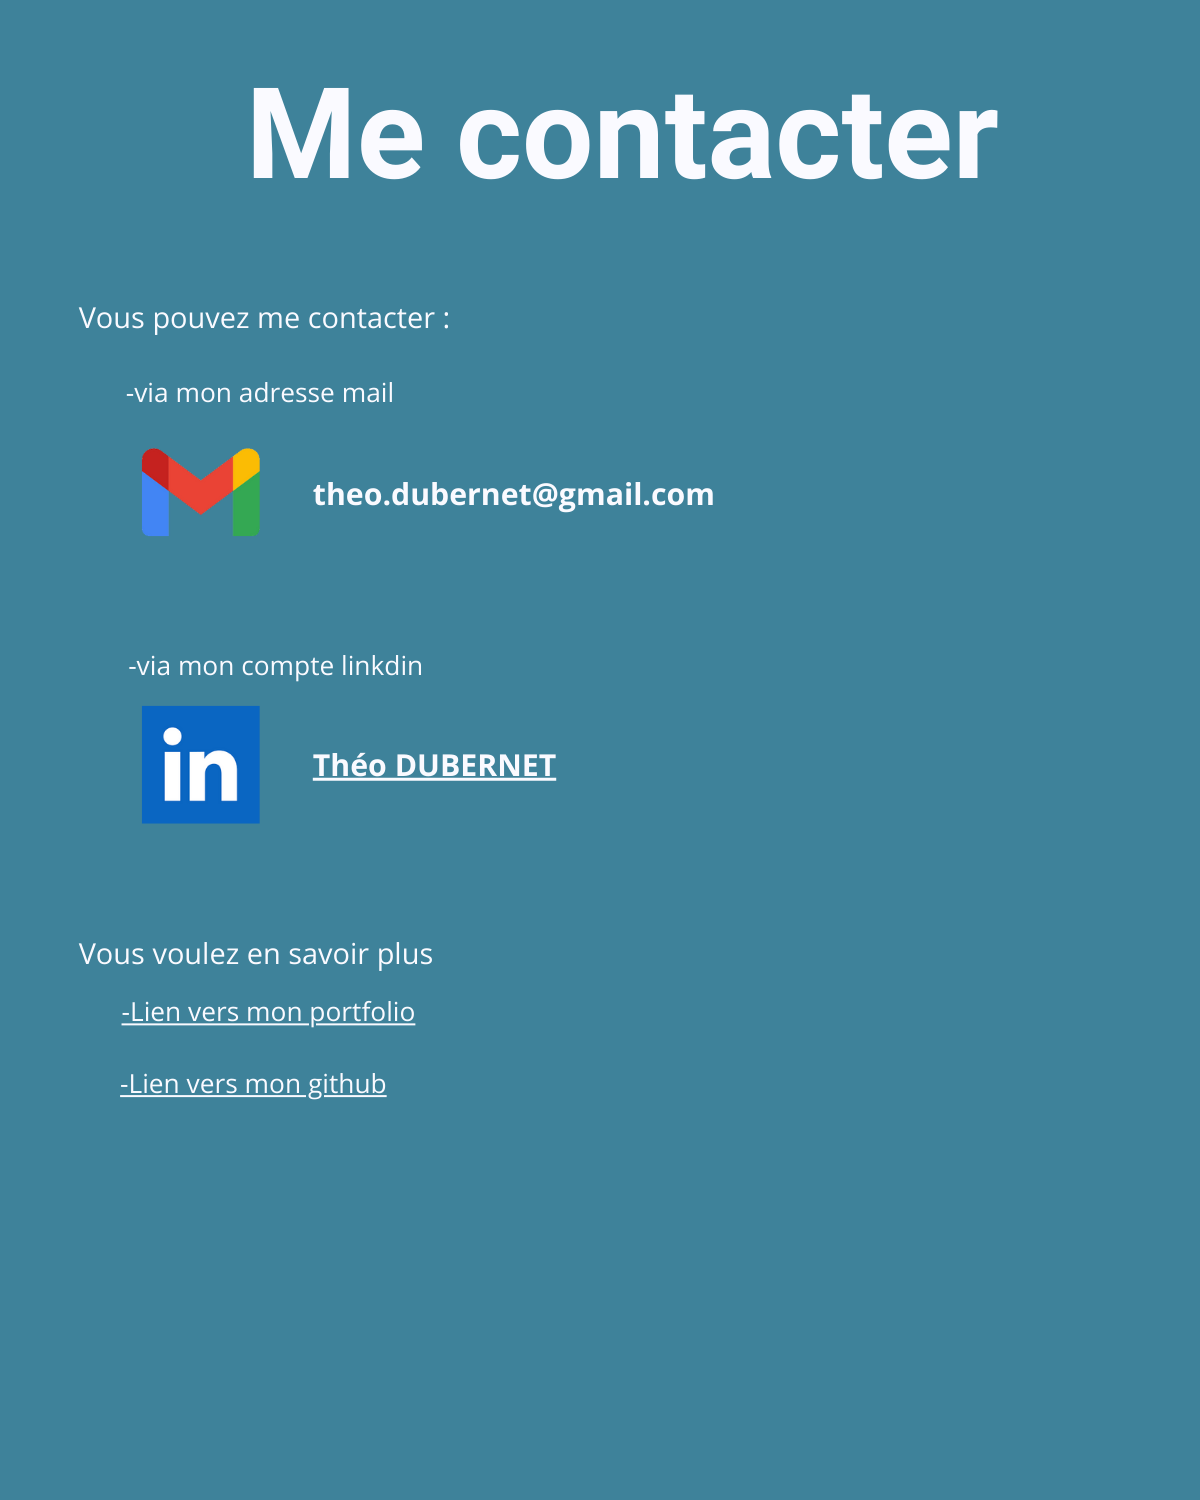 Me contacter
Vous pouvez me contacter :
-via mon adresse mail
theo.dubernet@gmail.com
-via mon compte linkdin
in
Théo DUBERNET
Vous voulez en savoir plus
-Lien vers mon portfolio
-Lien vers mon github